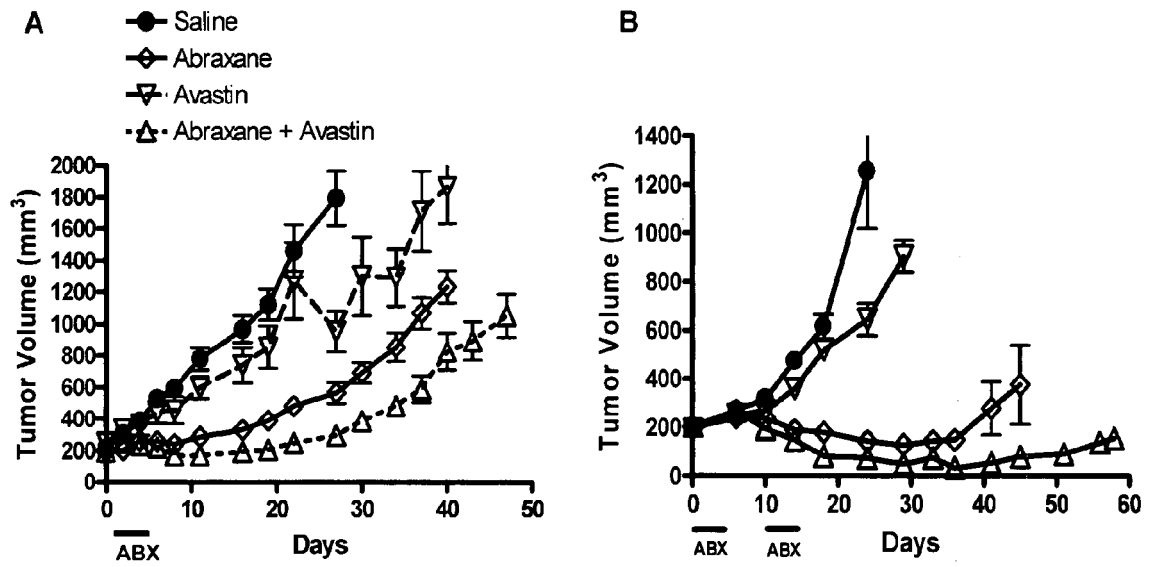 A
Saline
Abraxane
Avastin
Abraxane + Avastin
Tumor Volume (mm³)
2000
1800
1600
1400
1200
1000
800
600
400
200
0
0 10 20 30 40 50
ABX
Days
B
Tumor Volume (mm³)
1400
1200
1000
800
600
400
200
0
0 10 20 30 40 50 60
ABX ABX
Days